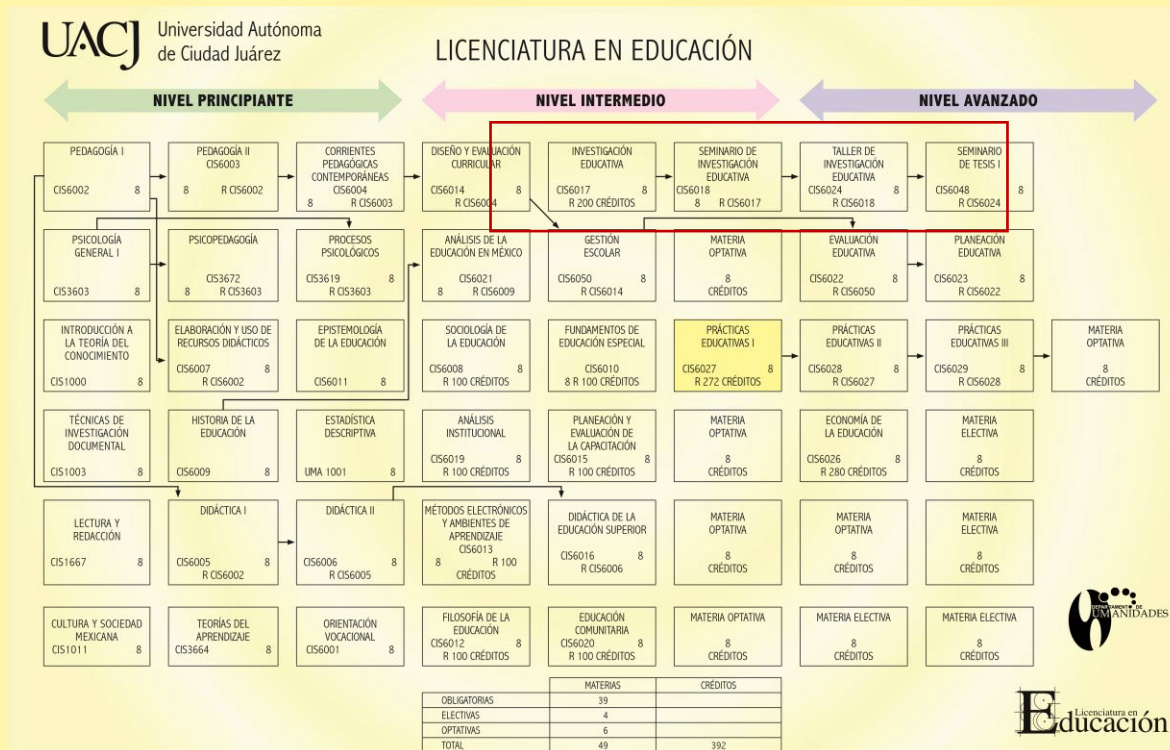 UACJ
Universidad Autónoma
de Ciudad Juárez
LICENCIATURA EN EDUCACIÓN
NIVEL PRINCIPIANTE
NIVEL INTERMEDIO
NIVEL AVANZADO
PEDAGOGÍA I
CIS6002 8
PEDAGOGÍA II
CIS6003
8 R CIS6002
CORRIENTES
PEDAGÓGICAS
CONTEMPORÁNEAS
CIS6004
8 R CIS6003
DISEÑO Y EVALUACIÓN
CURRICULAR
CIS6014 8
R CIS6004
INVESTIGACIÓN
EDUCATIVA
CIS6017 8
R 200 CRÉDITOS
SEMINARIO DE
INVESTIGACIÓN
EDUCATIVA
CIS6018
8 R CIS6017
TALLER DE
INVESTIGACIÓN
EDUCATIVA
CIS6024 8
R CIS6018
SEMINARIO
DE TESIS I
CIS6048 8
R CIS6024
PSICOLOGÍA
GENERAL I
CIS3603 8
PSICOPEDAGOGÍA
CIS3672
8 R CIS3603
PROCESOS
PSICOLÓGICOS
CIS3619 8
R CIS3603
ANÁLISIS DE LA
EDUCACIÓN EN MÉXICO
CIS6021
8 R CIS6009
GESTIÓN
ESCOLAR
CIS6050 8
R CIS6014
MATERIA
OPTATIVA
8
CRÉDITOS
EVALUACIÓN
EDUCATIVA
CIS6022 8
R CIS6050
PLANEACIÓN
EDUCATIVA
CIS6023 8
R CIS6022
INTRODUCCIÓN A
LA TEORÍA DEL
CONOCIMIENTO
CIS1000 8
ELABORACIÓN Y USO DE
RECURSOS DIDÁCTICOS
CIS6007 8
R CIS6002
EPISTEMOLOGÍA
DE LA EDUCACIÓN
CIS6011 8
SOCIOLOGÍA DE
LA EDUCACIÓN
CIS6008 8
R 100 CRÉDITOS
FUNDAMENTOS DE
EDUCACIÓN ESPECIAL
CIS6010
8 R 100 CRÉDITOS
PRÁCTICAS
EDUCATIVAS I
CIS6027 8
R 272 CRÉDITOS
PRÁCTICAS
EDUCATIVAS II
CIS6028 8
R CIS6027
PRÁCTICAS
EDUCATIVAS III
CIS6029 8
R CIS6028
MATERIA
OPTATIVA
8
CRÉDITOS
TÉCNICAS DE
INVESTIGACIÓN
DOCUMENTAL
CIS1003 8
HISTORIA DE LA
EDUCACIÓN
CIS6009 8
ESTADÍSTICA
DESCRIPTIVA
UMA 1001 8
ANÁLISIS
INSTITUCIONAL
CIS6019 8
R 100 CRÉDITOS
PLANEACIÓN Y
EVALUACIÓN DE
LA CAPACITACIÓN
CIS6015 8
R 100 CRÉDITOS
MATERIA
OPTATIVA
8
CRÉDITOS
ECONOMÍA DE
LA EDUCACIÓN
CIS6026 8
R 280 CRÉDITOS
MATERIA
ELECTIVA
8
CRÉDITOS
LECTURA Y
REDACCIÓN
CIS1667 8
DIDÁCTICA I
CIS6005 8
R CIS6002
DIDÁCTICA II
CIS6006 8
R CIS6005
MÉTODOS ELECTRÓNICOS
Y AMBIENTES DE
APRENDIZAJE
CIS6013
8 R 100
CRÉDITOS
DIDÁCTICA DE LA
EDUCACIÓN SUPERIOR
CIS6016 8
R CIS6006
MATERIA
OPTATIVA
8
CRÉDITOS
MATERIA
OPTATIVA
8
CRÉDITOS
MATERIA
ELECTIVA
8
CRÉDITOS
CULTURA Y SOCIEDAD
MEXICANA
CIS1011 8
TEORÍAS DEL
APRENDIZAJE
CIS3664 8
ORIENTACIÓN
VOCACIONAL
CIS6001 8
FILOSOFÍA DE LA
EDUCACIÓN
CIS6012 8
R 100 CRÉDITOS
EDUCACIÓN
COMUNITARIA
CIS6020 8
R 100 CRÉDITOS
MATERIA OPTATIVA
8
CRÉDITOS
MATERIA ELECTIVA
8
CRÉDITOS
MATERIA ELECTIVA
8
CRÉDITOS
DEPARTAMENTO DE
HUMANIDADES
MATERIAS CRÉDITOS
OBLIGATORIAS 39
ELECTIVAS 4
OPTATIVAS 6
TOTAL 49 392
Licenciatura en
Educación